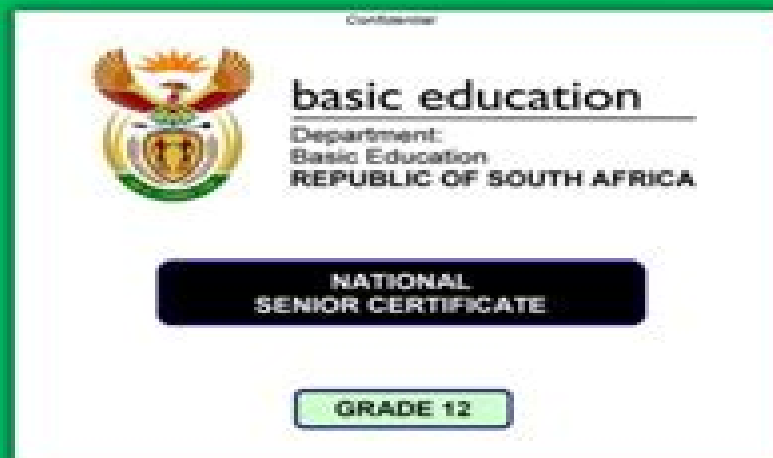 Confidential
basic education
Department:
Basic Education
REPUBLIC OF SOUTH AFRICA
NATIONAL
SENIOR CERTIFICATE
GRADE 12